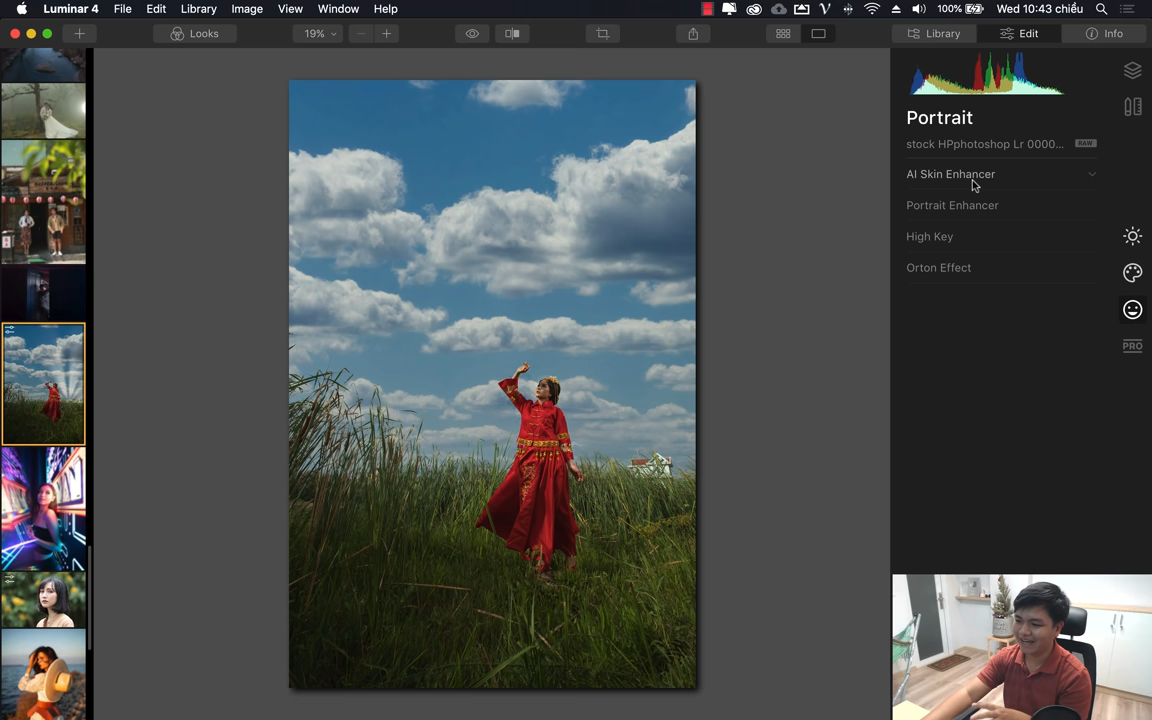 Luminar 4 File Edit Library Image View Window Help 100% Wed 10:43 chiều
Looks 19% Library Edit Info
Portrait
stock HPphotoshop Lr 0000... RAW
AI Skin Enhancer
Portrait Enhancer
High Key
Orton Effect
PRO